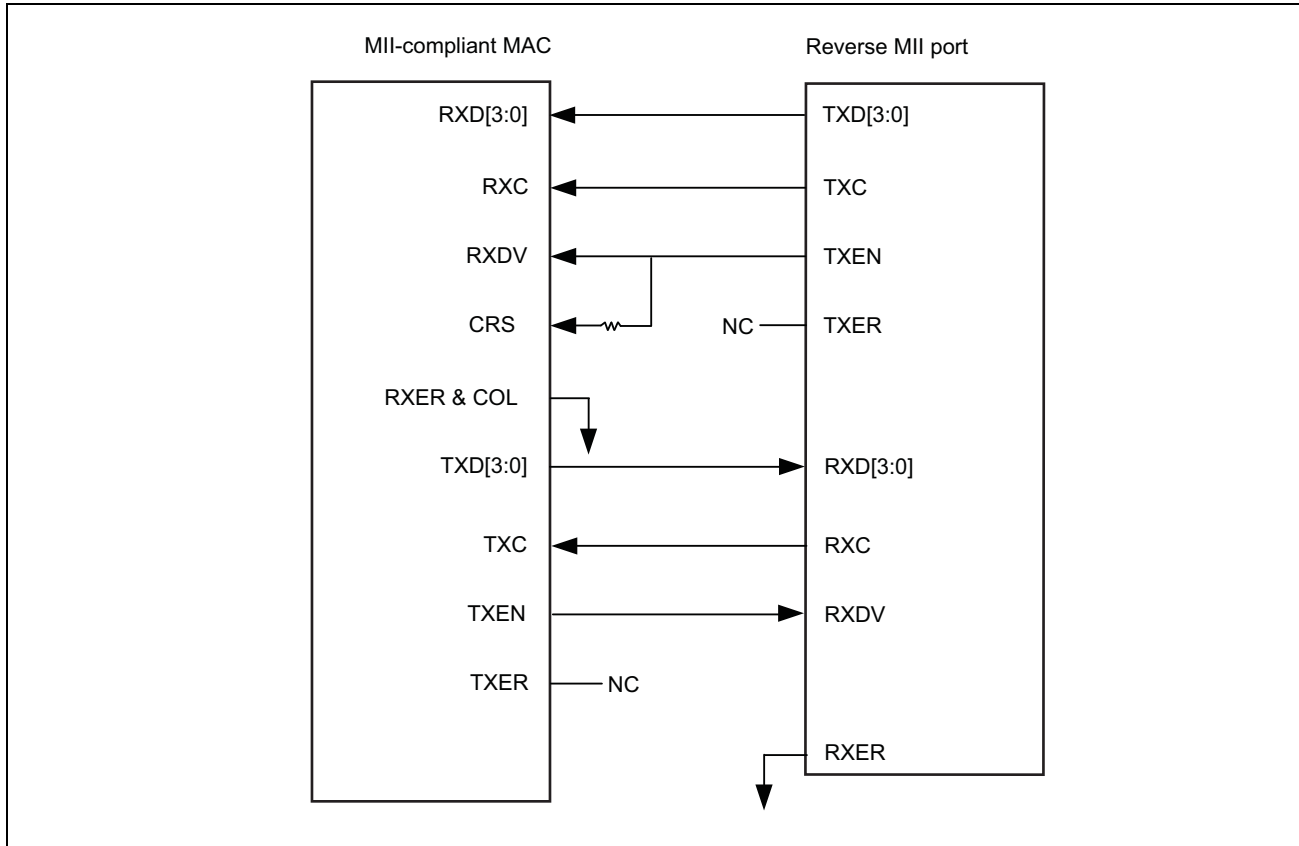 MII-compliant MAC
Reverse MII port
RXD[3:0]
TXD[3:0]
RXC
TXC
RXDV
TXEN
CRS
NC
TXER
RXER & COL
TXD[3:0]
RXD[3:0]
TXC
RXC
TXEN
RXDV
TXER
NC
RXER